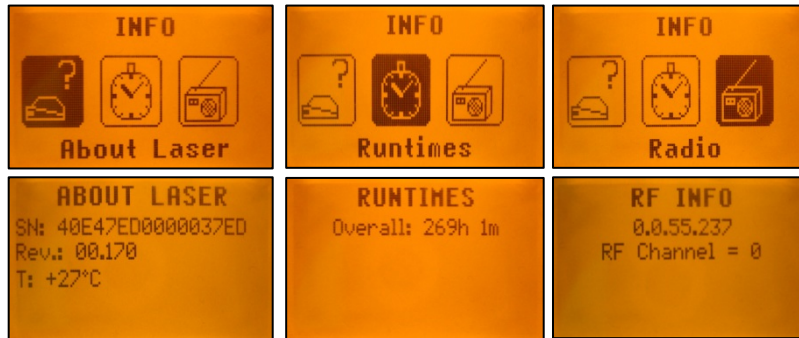 INFO
?
About Laser
INFO
?
Runtimes
INFO
?
Radio
ABOUT LASER
SN: 40E47ED0000037ED
Rev.: 00.170
T: +27°C
RUNTIMES
Overall: 269h 1m
RF INFO
0.0.55.237
RF Channel = 0